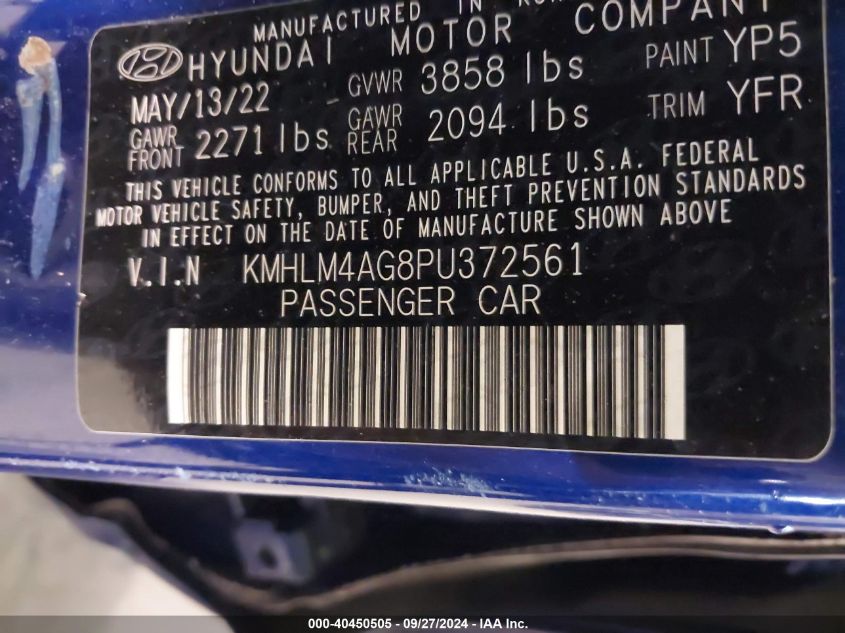 MANUFACTURED IN KOR
HYUNDAI MOTOR COMPANY
MAY/13/22 GVWR 3858 lbs PAINT YP5
GAWR FRONT 2271 lbs GAWR REAR 2094 lbs TRIM YFR
THIS VEHICLE CONFORMS TO ALL APPLICABLE U.S.A. FEDERAL
MOTOR VEHICLE SAFETY, BUMPER, AND THEFT PREVENTION STANDARDS
IN EFFECT ON THE DATE OF MANUFACTURE SHOWN ABOVE
V.I.N KMHLM4AG8PU372561
PASSENGER CAR
000-40450505 - 09/27/2024 - IAA Inc.